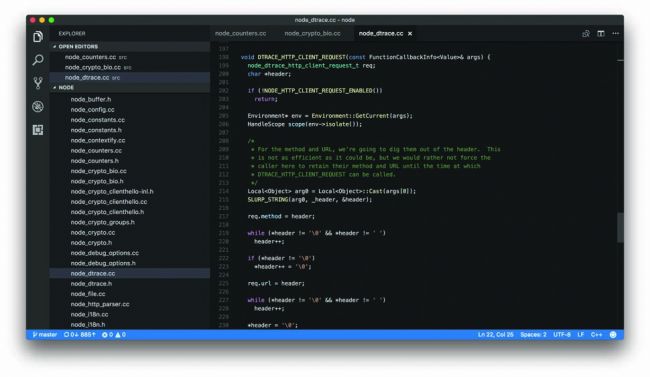 node_dtrace.cc - node
EXPLORER
OPEN EDITORS
node_counters.cc src
node_crypto_bio.cc src
node_dtrace.cc src
NODE
node_buffer.h
node_config.cc
node_constants.cc
node_constants.h
node_contextify.cc
node_counters.cc
node_counters.h
node_crypto_bio.cc
node_crypto_bio.h
node_crypto_clienthello-inl.h
node_crypto_clienthello.cc
node_crypto_clienthello.h
node_crypto_groups.h
node_crypto.cc
node_crypto.h
node_debug_options.cc
node_debug_options.h
node_dtrace.cc
node_dtrace.h
node_file.cc
node_http_parser.cc
node_i18n.cc
node_i18n.h
node_counters.cc node_crypto_bio.cc node_dtrace.cc
197
198 void DTRACE_HTTP_CLIENT_REQUEST(const FunctionCallbackInfo<Value>& args) {
199 node_dtrace_http_client_request_t req;
200 char *header;
201
202 if (!NODE_HTTP_CLIENT_REQUEST_ENABLED())
203 return;
204
205 Environment* env = Environment::GetCurrent(args);
206 HandleScope scope(env->isolate());
207
208 /*
209 * For the method and URL, we're going to dig them out of the header. This
210 * is not as efficient as it could be, but we would rather not force the
211 * caller here to retain their method and URL until the time at which
212 * DTRACE_HTTP_CLIENT_REQUEST can be called.
213 */
214 Local<Object> arg0 = Local<Object>::Cast(args[0]);
215 SLURP_STRING(arg0, _header, &header);
216
217 req.method = header;
218
219 while (*header != '\0' && *header != ' ')
220 header++;
221
222 if (*header != '\0')
223 *header++ = '\0';
224
225 req.url = header;
226
227 while (*header != '\0' && *header != ' ')
228 header++;
229
230 *header = '\0';
master 0↓ 885↑ 0 0 Ln 22, Col 26 Spaces: 2 UTF-8 LF C++